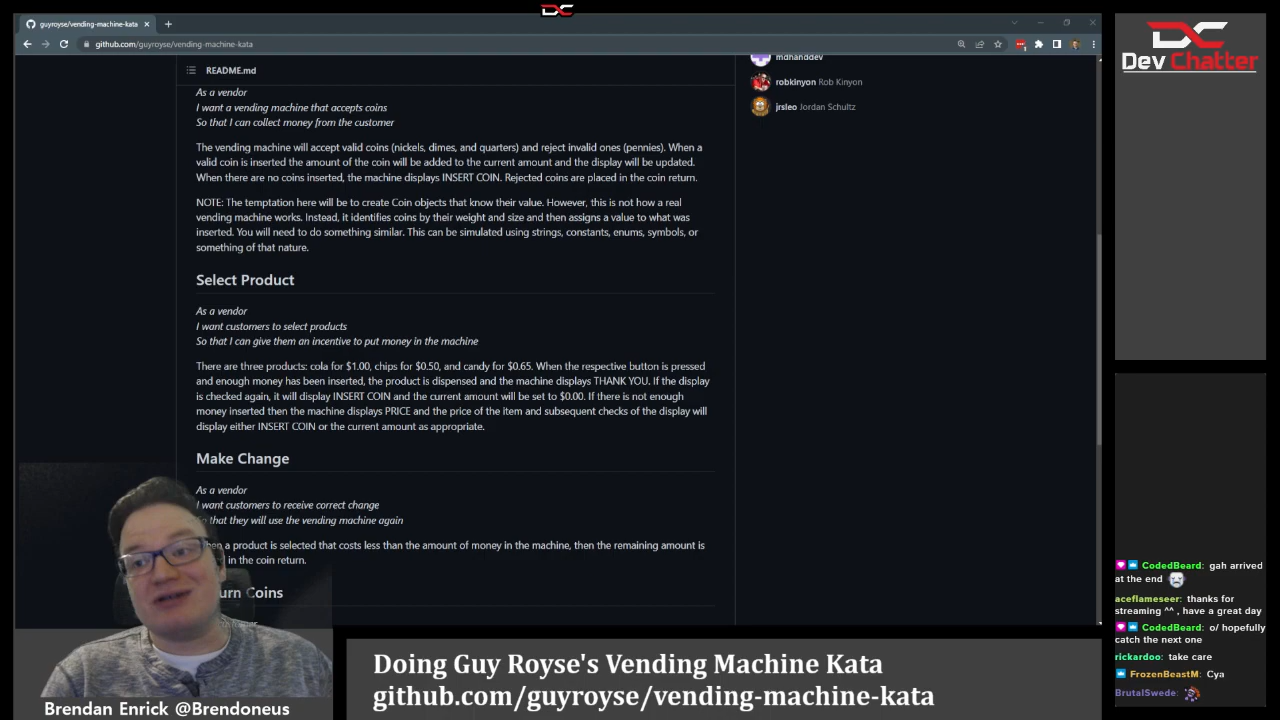 DC
guyroyse/vending-machine-kata
github.com/guyroyse/vending-machine-kata
README.md
As a vendor
I want a vending machine that accepts coins
So that I can collect money from the customer
The vending machine will accept valid coins (nickels, dimes, and quarters) and reject invalid ones (pennies). When a
valid coin is inserted the amount of the coin will be added to the current amount and the display will be updated.
When there are no coins inserted, the machine displays INSERT COIN. Rejected coins are placed in the coin return.
NOTE: The temptation here will be to create Coin objects that know their value. However, this is not how a real
vending machine works. Instead, it identifies coins by their weight and size and then assigns a value to what was
inserted. You will need to do something similar. This can be simulated using strings, constants, enums, symbols, or
something of that nature.
Select Product
As a vendor
I want customers to select products
So that I can give them an incentive to put money in the machine
There are three products: cola for $1.00, chips for $0.50, and candy for $0.65. When the respective button is pressed
and enough money has been inserted, the product is dispensed and the machine displays THANK YOU. If the display
is checked again, it will display INSERT COIN and the current amount will be set to $0.00. If there is not enough
money inserted then the machine displays PRICE and the price of the item and subsequent checks of the display will
display either INSERT COIN or the current amount as appropriate.
Make Change
As a vendor
I want customers to receive correct change
that they will use the vending machine again
a product is selected that costs less than the amount of money in the machine, then the remaining amount is
in the coin return.
Coins
mdhanddev
robkinyon Rob Kinyon
jrsleo Jordan Schultz
DC
Dev Chatter
CodedBeard: gah arrived
at the end
aceflameseer: thanks for
streaming ^^ , have a great day
CodedBeard: o/ hopefully
catch the next one
rickardoo: take care
FrozenBeastM: Cya
BrutalSwede:
Brendan Enrick @Brendoneus
Doing Guy Royse's Vending Machine Kata
github.com/guyroyse/vending-machine-kata